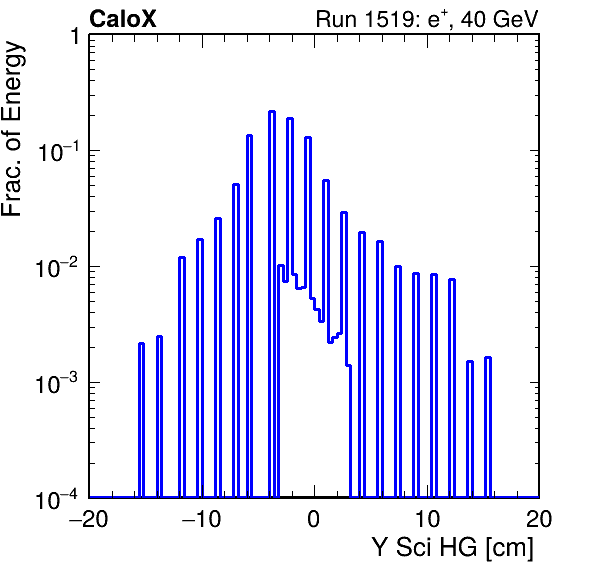 CaloX Run 1519: e⁺, 40 GeV
Frac. of Energy
1
10⁻¹
10⁻²
10⁻³
10⁻⁴
−20 −10 0 10 20
Y Sci HG [cm]